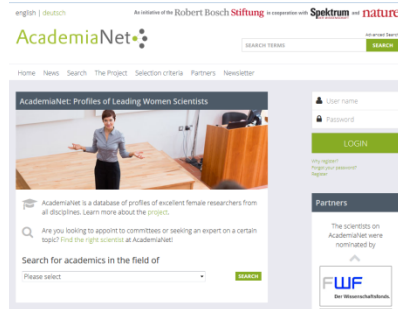 english | deutsch
An initiative of the Robert Bosch Stiftung in cooperation with Spektrum and nature
AcademiaNet
Advanced Search
SEARCH TERMS
SEARCH
Home News Search The Project Selection criteria Partners Newsletter
AcademiaNet: Profiles of Leading Women Scientists
AcademiaNet is a database of profiles of excellent female researchers from
all disciplines. Learn more about the project.
Are you looking to appoint to committees or seeking an expert on a certain
topic? Find the right scientist at AcademiaNet!
Search for academics in the field of
Please select
SEARCH
User name
Password
LOGIN
Why register?
Forgot your password?
Register
Partners
The scientists on
AcademiaNet were
nominated by
FWF
Der Wissenschaftsfonds.